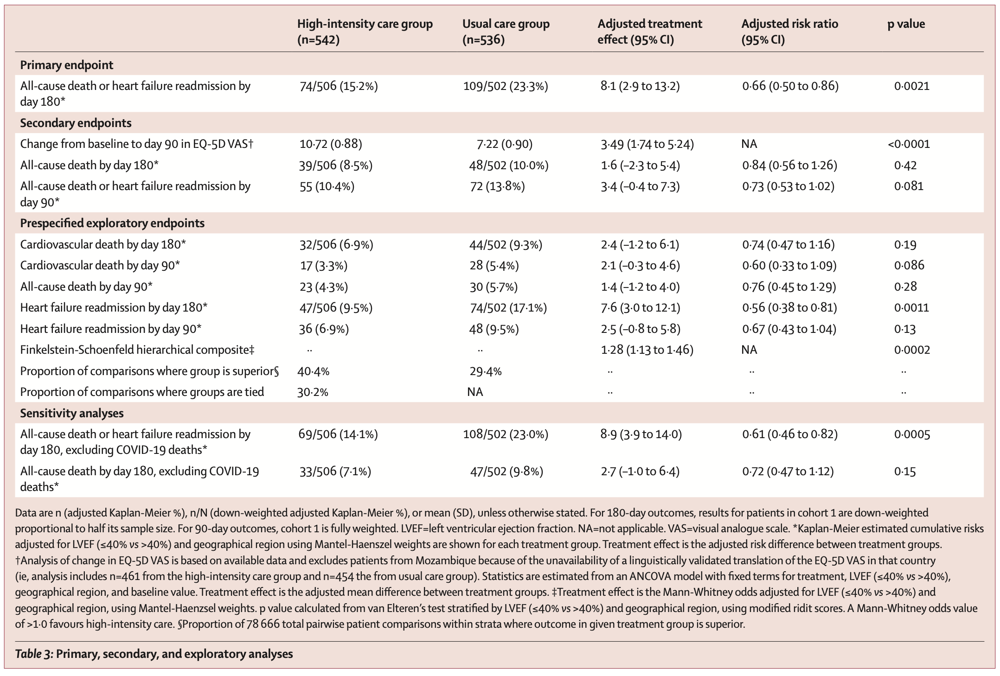 High-intensity care group (n=542) Usual care group (n=536) Adjusted treatment effect (95% CI) Adjusted risk ratio (95% CI) p value
Primary endpoint
All-cause death or heart failure readmission by day 180* 74/506 (15·2%) 109/502 (23·3%) 8·1 (2·9 to 13·2) 0·66 (0·50 to 0·86) 0·0021
Secondary endpoints
Change from baseline to day 90 in EQ-5D VAS† 10·72 (0·88) 7·22 (0·90) 3·49 (1·74 to 5·24) NA <0·0001
All-cause death by day 180* 39/506 (8·5%) 48/502 (10·0%) 1·6 (–2·3 to 5·4) 0·84 (0·56 to 1·26) 0·42
All-cause death or heart failure readmission by day 90* 55 (10·4%) 72 (13·8%) 3·4 (–0·4 to 7·3) 0·73 (0·53 to 1·02) 0·081
Prespecified exploratory endpoints
Cardiovascular death by day 180* 32/506 (6·9%) 44/502 (9·3%) 2·4 (–1·2 to 6·1) 0·74 (0·47 to 1·16) 0·19
Cardiovascular death by day 90* 17 (3·3%) 28 (5·4%) 2·1 (–0·3 to 4·6) 0·60 (0·33 to 1·09) 0·086
All-cause death by day 90* 23 (4·3%) 30 (5·7%) 1·4 (–1·2 to 4·0) 0·76 (0·45 to 1·29) 0·28
Heart failure readmission by day 180* 47/506 (9·5%) 74/502 (17·1%) 7·6 (3·0 to 12·1) 0·56 (0·38 to 0·81) 0·0011
Heart failure readmission by day 90* 36 (6·9%) 48 (9·5%) 2·5 (–0·8 to 5·8) 0·67 (0·43 to 1·04) 0·13
Finkelstein-Schoenfeld hierarchical composite‡ ·· ·· 1·28 (1·13 to 1·46) NA 0·0002
Proportion of comparisons where group is superior§ 40·4% 29·4% ·· ·· ··
Proportion of comparisons where groups are tied 30·2% NA ·· ·· ··
Sensitivity analyses
All-cause death or heart failure readmission by day 180, excluding COVID-19 deaths* 69/506 (14·1%) 108/502 (23·0%) 8·9 (3·9 to 14·0) 0·61 (0·46 to 0·82) 0·0005
All-cause death by day 180, excluding COVID-19 deaths* 33/506 (7·1%) 47/502 (9·8%) 2·7 (–1·0 to 6·4) 0·72 (0·47 to 1·12) 0·15
Data are n (adjusted Kaplan-Meier %), n/N (down-weighted adjusted Kaplan-Meier %), or mean (SD), unless otherwise stated. For 180-day outcomes, results for patients in cohort 1 are down-weighted
proportional to half its sample size. For 90-day outcomes, cohort 1 is fully weighted. LVEF=left ventricular ejection fraction. NA=not applicable. VAS=visual analogue scale. *Kaplan-Meier estimated cumulative risks
adjusted for LVEF (≤40% vs >40%) and geographical region using Mantel-Haenszel weights are shown for each treatment group. Treatment effect is the adjusted risk difference between treatment groups.
†Analysis of change in EQ-5D VAS is based on available data and excludes patients from Mozambique because of the unavailability of a linguistically validated translation of the EQ-5D VAS in that country
(ie, analysis includes n=461 from the high-intensity care group and n=454 the from usual care group). Statistics are estimated from an ANCOVA model with fixed terms for treatment, LVEF (≤40% vs >40%),
geographical region, and baseline value. Treatment effect is the adjusted mean difference between treatment groups. ‡Treatment effect is the Mann-Whitney odds adjusted for LVEF (≤40% vs >40%) and
geographical region, using Mantel-Haenzsel weights. p value calculated from van Elteren's test stratified by LVEF (≤40% vs >40%) and geographical region, using modified ridit scores. A Mann-Whitney odds value
of >1·0 favours high-intensity care. §Proportion of 78 666 total pairwise patient comparisons within strata where outcome in given treatment group is superior.
Table 3: Primary, secondary, and exploratory analyses